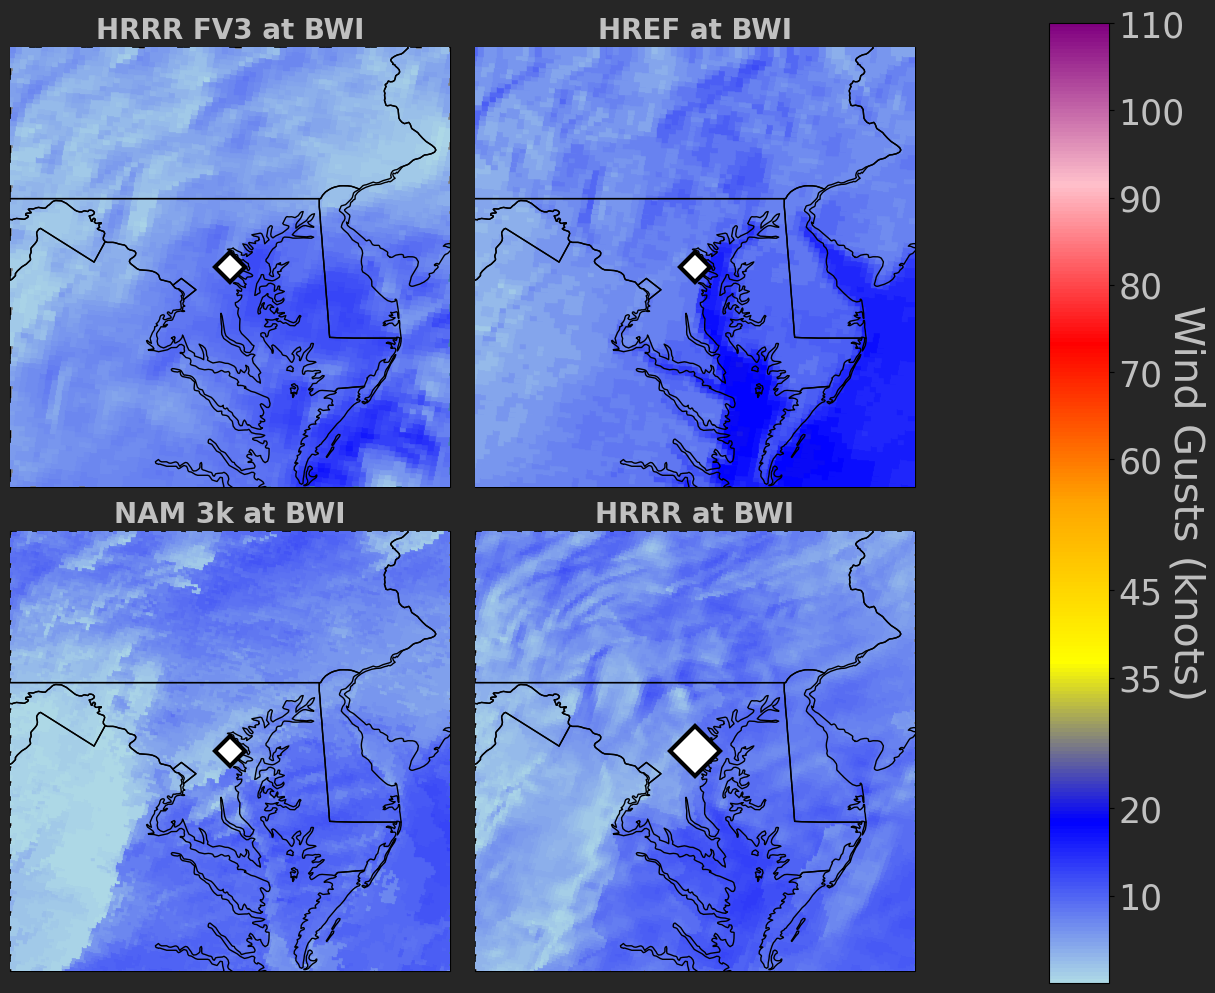 HRRR FV3 at BWI
HREF at BWI
NAM 3k at BWI
HRRR at BWI
110
100
90
80
70
60
45
35
20
10
Wind Gusts (knots)